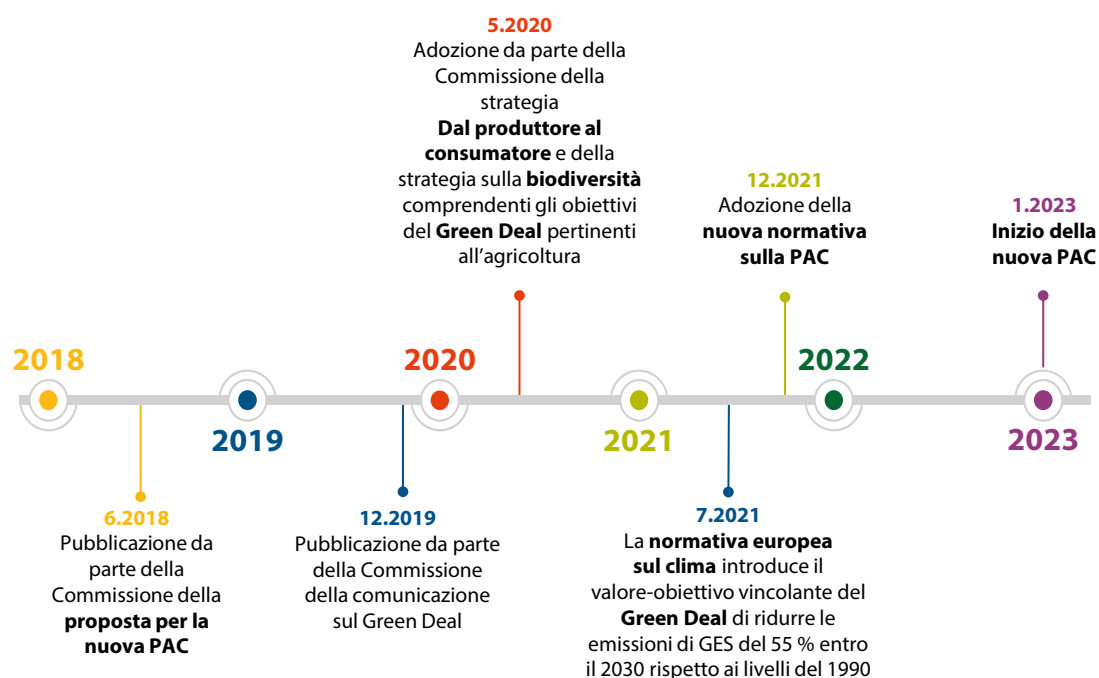 5.2020
Adozione da parte della
Commissione della
strategia
Dal produttore al
consumatore e della
strategia sulla biodiversità
comprendenti gli obiettivi
del Green Deal pertinenti
all'agricoltura
12.2021
Adozione della
nuova normativa
sulla PAC
1.2023
Inizio della
nuova PAC
2018
2019
2020
2021
2022
2023
6.2018
Pubblicazione da
parte della
Commissione della
proposta per la
nuova PAC
12.2019
Pubblicazione da parte
della Commissione
della comunicazione
sul Green Deal
7.2021
La normativa europea
sul clima introduce il
valore-obiettivo vincolante del
Green Deal di ridurre le
emissioni di GES del 55 % entro
il 2030 rispetto ai livelli del 1990